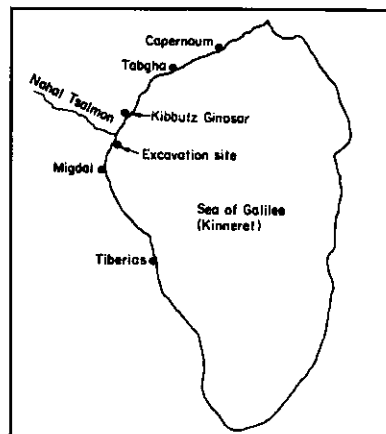 Capernaum
Tabgha
Nahal Tsalmon
Kibbutz Ginosar
Excavation site
Migdal
Sea of Galilee
(Kinneret)
Tiberias